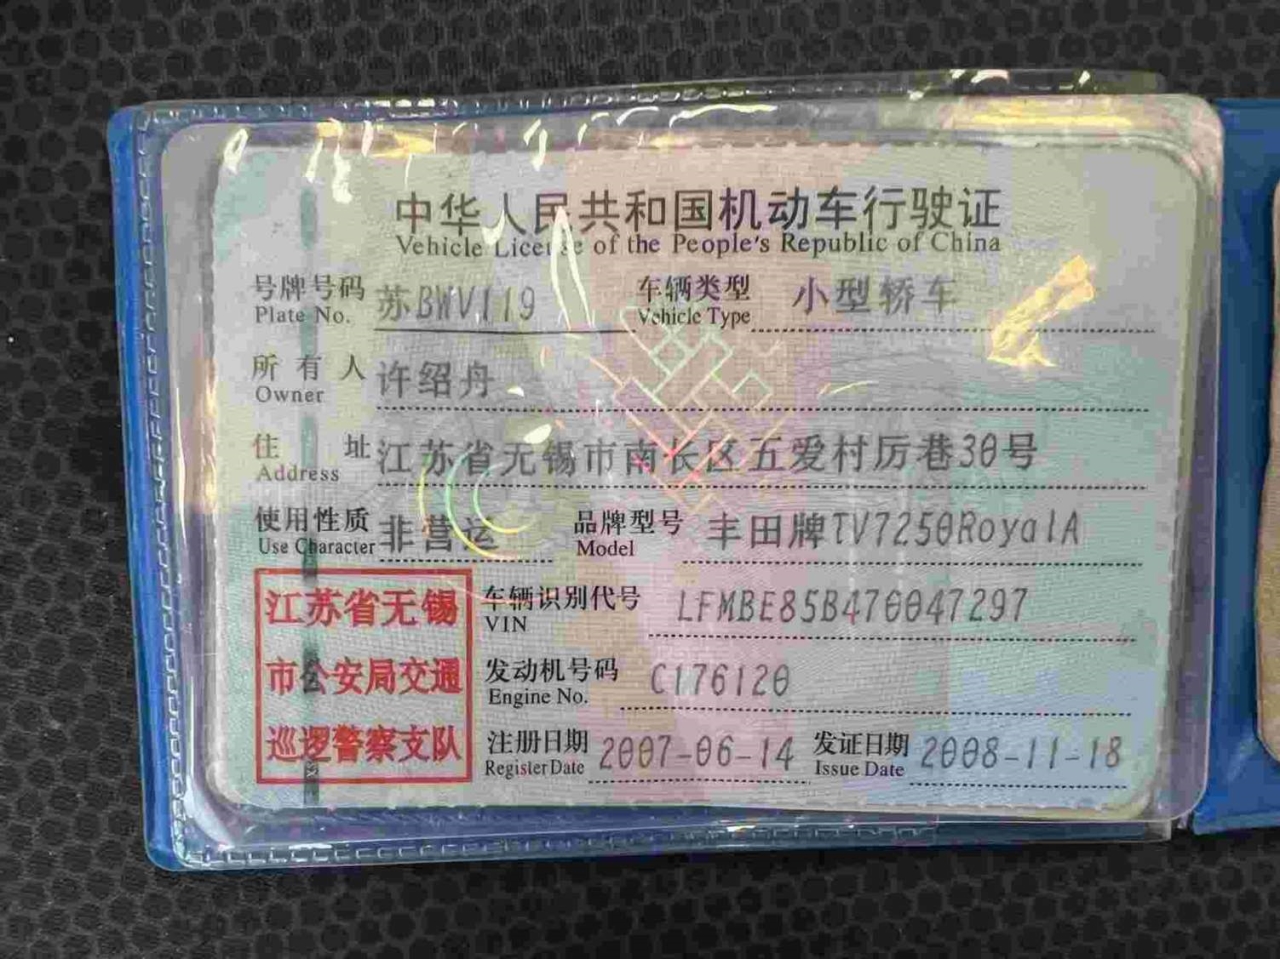 中华人民共和国机动车行驶证
Vehicle License of the People's Republic of China
号牌号码 苏BWV119 车辆类型 小型轿车
Plate No. Vehicle Type
所有人 许绍舟
Owner
住址 江苏省无锡市南长区五爱村厉巷30号
Address
使用性质 非营运 品牌型号 丰田牌TV7250RoyalA
Use Character Model
江苏省无锡 车辆识别代号 LFMBE85B470047297
VIN
市公安局交通 发动机号码 C176120
Engine No.
巡逻警察支队 注册日期 2007-06-14 发证日期 2008-11-18
Register Date Issue Date